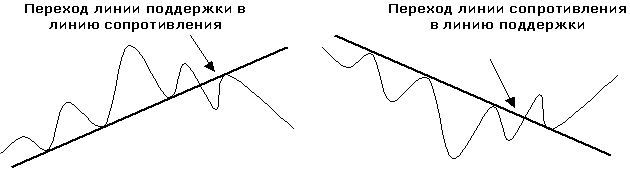 Переход линии поддержки в
линию сопротивления
Переход линии сопротивления
в линию поддержки